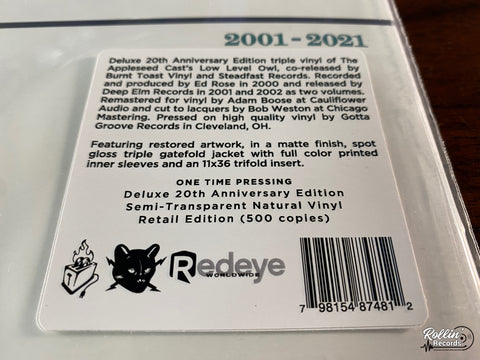 2001-2021
Deluxe 20th Anniversary Edition triple vinyl of The
Appleseed Cast's Low Level Owl, co-released by
Burnt Toast Vinyl and Steadfast Records. Recorded
and produced by Ed Rose in 2000 and released by
Deep Elm Records in 2001 and 2002 as two volumes.
Remastered for vinyl by Adam Boose at Cauliflower
Audio and cut to lacquers by Bob Weston at Chicago
Mastering. Pressed on high quality vinyl by Gotta
Groove Records in Cleveland, OH.
Featuring restored artwork, in a matte finish, spot
gloss triple gatefold jacket with full color printed
inner sleeves and an 11x36 trifold insert.
ONE TIME PRESSING
Deluxe 20th Anniversary Edition
Semi-Transparent Natural Vinyl
Retail Edition (500 copies)
Redeye
WORLDWIDE
7 98154 87481 2
Rollin'
Records